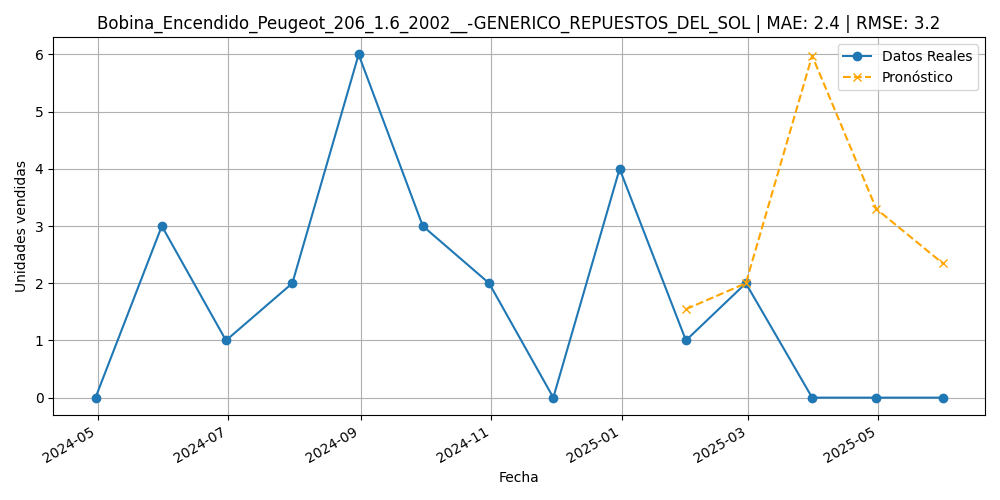 Bobina_Encendido_Peugeot_206_1.6_2002__-GENERICO_REPUESTOS_DEL_SOL | MAE: 2.4 | RMSE: 3.2
Datos Reales
Pronóstico
Unidades vendidas
6
5
4
3
2
1
0
2024-05
2024-07
2024-09
2024-11
2025-01
2025-03
2025-05
Fecha